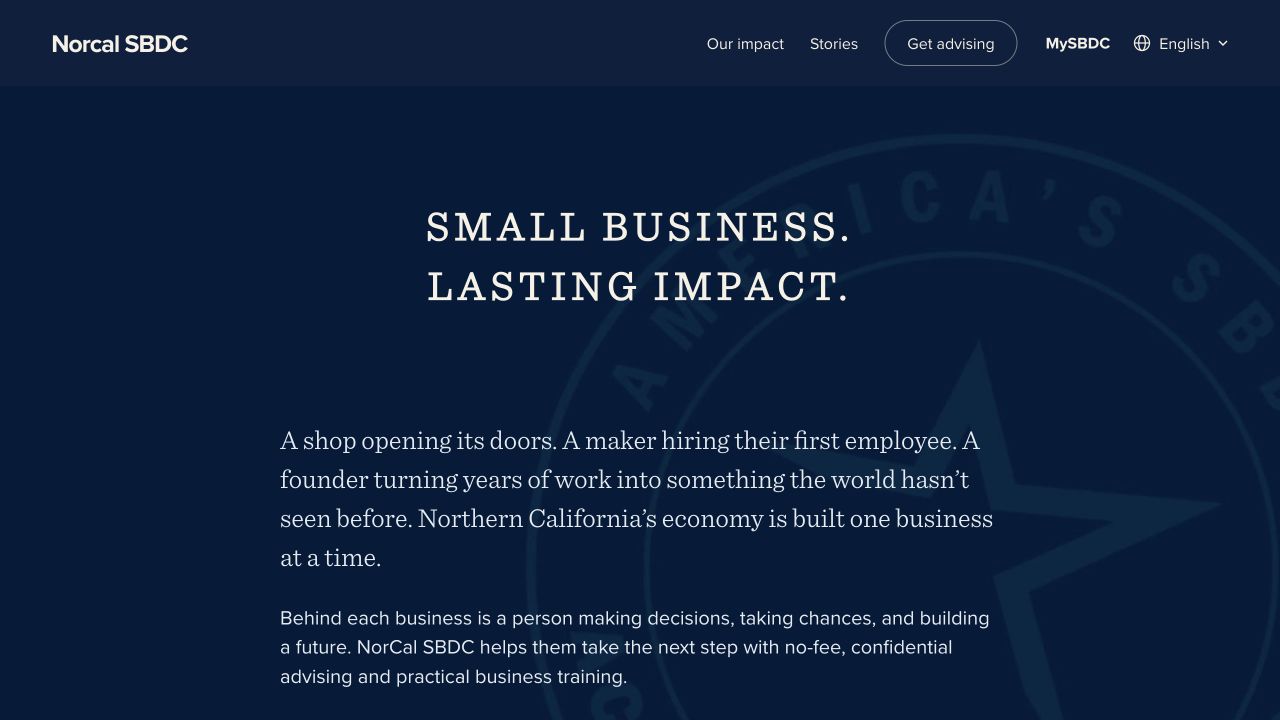 Norcal SBDC
Our impact
Stories
Get advising
MySBDC
English
SMALL BUSINESS.
LASTING IMPACT.
AMERICA'S SB
A shop opening its doors. A maker hiring their first employee. A
founder turning years of work into something the world hasn't
seen before. Northern California's economy is built one business
at a time.
Behind each business is a person making decisions, taking chances, and building
a future. NorCal SBDC helps them take the next step with no-fee, confidential
advising and practical business training.